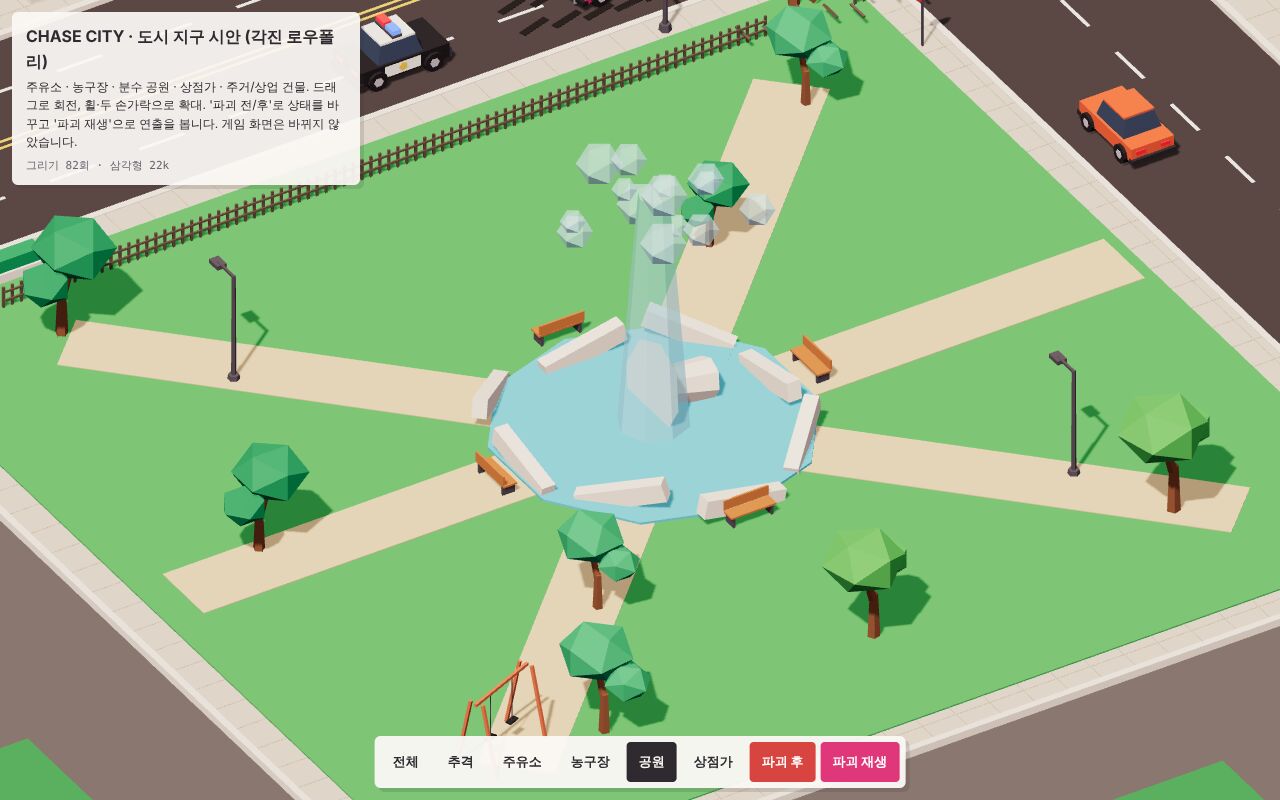 CHASE CITY · 도시 지구 시안 (각진 로우폴
리)
주유소 · 농구장 · 분수 공원 · 상점가 · 주거/상업 건물. 드래
그로 회전, 휠·두 손가락으로 확대. '파괴 전/후'로 상태를 바
꾸고 '파괴 재생'으로 연출을 봅니다. 게임 화면은 바뀌지 않
았습니다.
그리기 82회 · 삼각형 22k
전체 추격 주유소 농구장 공원 상점가 파괴 후 파괴 재생